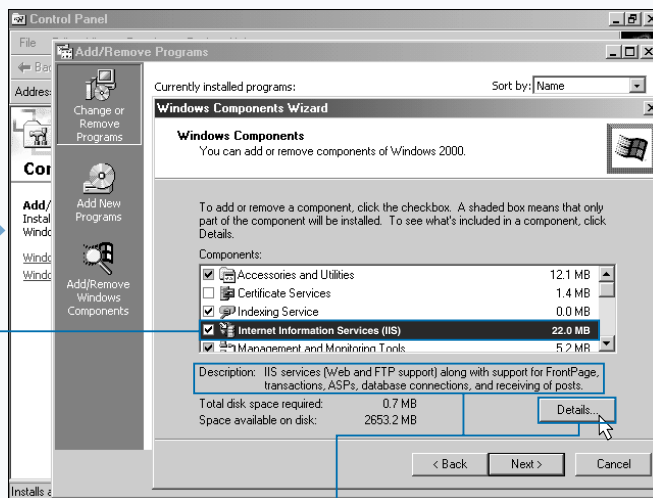 Control Panel
File
Add/Remove Programs
Addres
Change or
Remove
Programs
Currently installed programs:
Sort by: Name
Windows Components Wizard
Windows Components
You can add or remove components of Windows 2000.
Add/
Instal
Windo
Windo
Windo
Add New
Programs
To add or remove a component, click the checkbox. A shaded box means that only
part of the component will be installed. To see what's included in a component, click
Details.
Components:
Accessories and Utilities 12.1 MB
Certificate Services 1.4 MB
Indexing Service 0.0 MB
Internet Information Services (IIS) 22.0 MB
Management and Monitoring Tools 5.2 MB
Add/Remove
Windows
Components
Description: IIS services (Web and FTP support) along with support for FrontPage,
transactions, ASPs, database connections, and receiving of posts.
Total disk space required: 0.7 MB
Space available on disk: 2653.2 MB
Details...
< Back
Next >
Cancel
Installs a